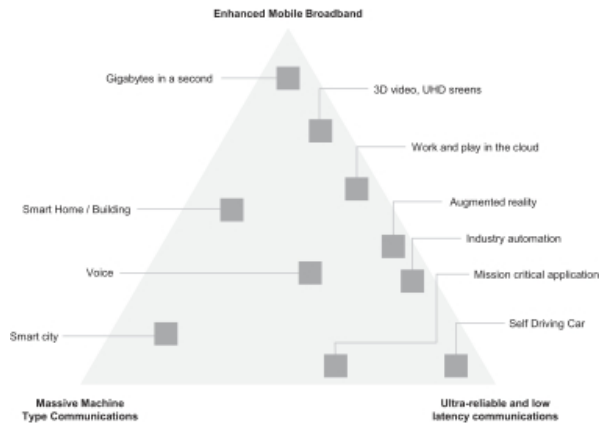 Enhanced Mobile Broadband
Gigabytes in a second
3D video, UHD sreens
Work and play in the cloud
Smart Home / Building
Augmented reality
Industry automation
Voice
Mission critical application
Self Driving Car
Smart city
Massive Machine
Type Communications
Ultra-reliable and low
latency communications